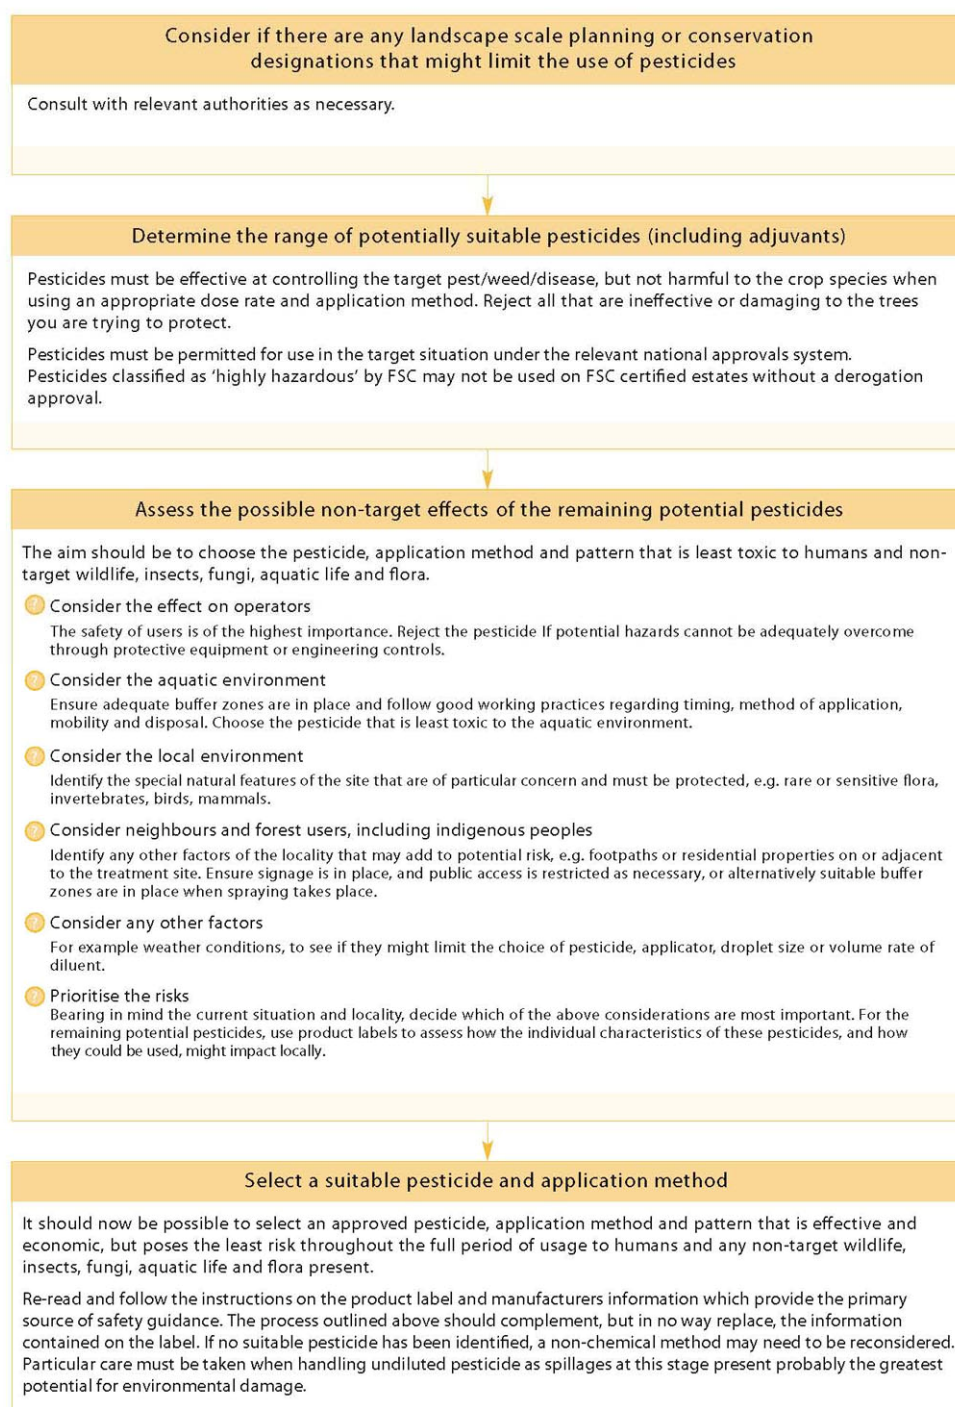 Consider if there are any landscape scale planning or conservation
designations that might limit the use of pesticides
Consult with relevant authorities as necessary.
Determine the range of potentially suitable pesticides (including adjuvants)
Pesticides must be effective at controlling the target pest/weed/disease, but not harmful to the crop species when
using an appropriate dose rate and application method. Reject all that are ineffective or damaging to the trees
you are trying to protect.
Pesticides must be permitted for use in the target situation under the relevant national approvals system.
Pesticides classified as ‘highly hazardous’ by FSC may not be used on FSC certified estates without a derogation
approval.
Assess the possible non-target effects of the remaining potential pesticides
The aim should be to choose the pesticide, application method and pattern that is least toxic to humans and non-
target wildlife, insects, fungi, aquatic life and flora.
? Consider the effect on operators
The safety of users is of the highest importance. Reject the pesticide If potential hazards cannot be adequately overcome
through protective equipment or engineering controls.
? Consider the aquatic environment
Ensure adequate buffer zones are in place and follow good working practices regarding timing, method of application,
mobility and disposal. Choose the pesticide that is least toxic to the aquatic environment.
? Consider the local environment
Identify the special natural features of the site that are of particular concern and must be protected, e.g. rare or sensitive flora,
invertebrates, birds, mammals.
? Consider neighbours and forest users, including indigenous peoples
Identify any other factors of the locality that may add to potential risk, e.g. footpaths or residential properties on or adjacent
to the treatment site. Ensure signage is in place, and public access is restricted as necessary, or alternatively suitable buffer
zones are in place when spraying takes place.
? Consider any other factors
For example weather conditions, to see if they might limit the choice of pesticide, applicator, droplet size or volume rate of
diluent.
? Prioritise the risks
Bearing in mind the current situation and locality, decide which of the above considerations are most important. For the
remaining potential pesticides, use product labels to assess how the individual characteristics of these pesticides, and how
they could be used, might impact locally.
Select a suitable pesticide and application method
It should now be possible to select an approved pesticide, application method and pattern that is effective and
economic, but poses the least risk throughout the full period of usage to humans and any non-target wildlife,
insects, fungi, aquatic life and flora present.
Re-read and follow the instructions on the product label and manufacturers information which provide the primary
source of safety guidance. The process outlined above should complement, but in no way replace, the information
contained on the label. If no suitable pesticide has been identified, a non-chemical method may need to be reconsidered.
Particular care must be taken when handling undiluted pesticide as spillages at this stage present probably the greatest
potential for environmental damage.